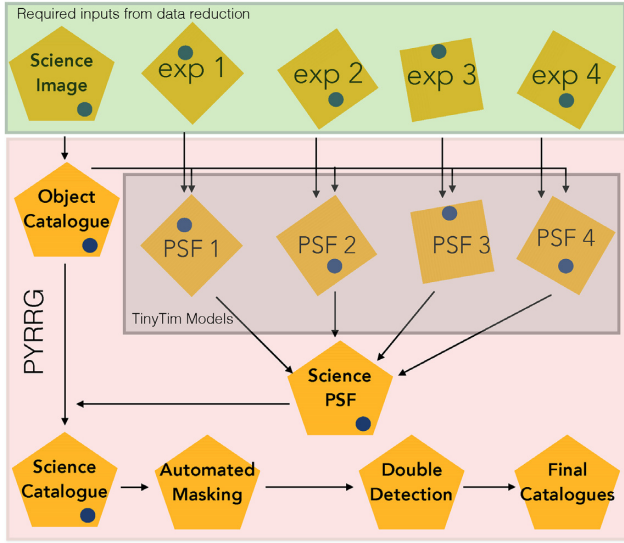 Required inputs from data reduction
Science
Image
exp 1
exp 2
exp 3
exp 4
Object
Catalogue
PSF 1
PSF 2
PSF 3
PSF 4
TinyTim Models
PYRRG
Science
PSF
Science
Catalogue
Automated
Masking
Double
Detection
Final
Catalogues